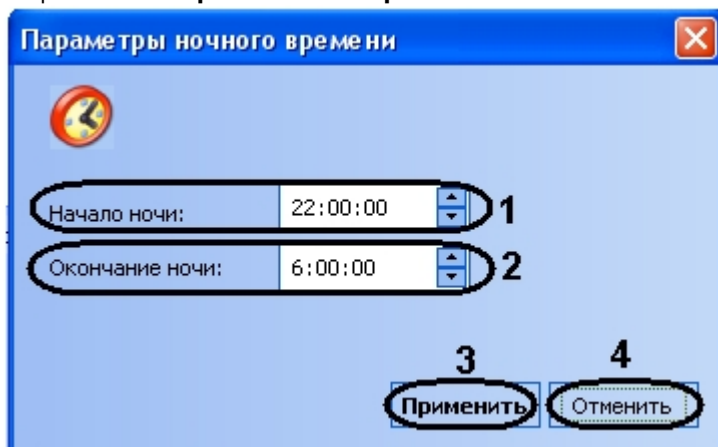 Параметры ночного времени
Начало ночи: 22:00:00 1
Окончание ночи: 6:00:00 2
3 4
Применить Отменить